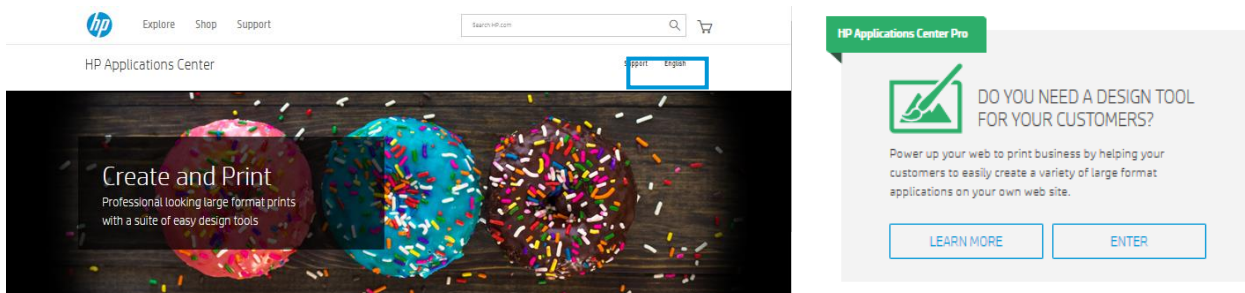 hp
Explore Shop Support
Search HP.com
HP Applications Center
Support English
Create and Print
Professional looking large format prints
with a suite of easy design tools
HP Applications Center Pro
DO YOU NEED A DESIGN TOOL
FOR YOUR CUSTOMERS?
Power up your web to print business by helping your
customers to easily create a variety of large format
applications on your own web site.
LEARN MORE ENTER